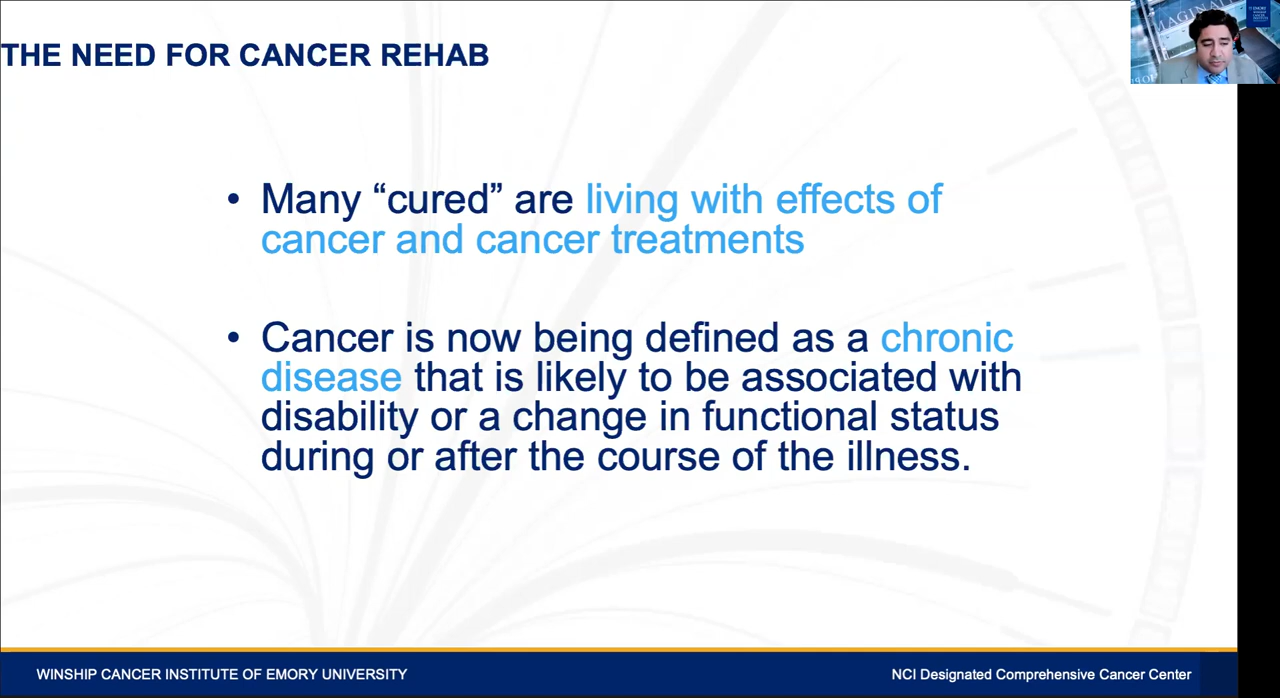 THE NEED FOR CANCER REHAB
• Many “cured” are living with effects of
cancer and cancer treatments
• Cancer is now being defined as a chronic
disease that is likely to be associated with
disability or a change in functional status
during or after the course of the illness.
WINSHIP CANCER INSTITUTE OF EMORY UNIVERSITY
NCI Designated Comprehensive Cancer Center
EMORY